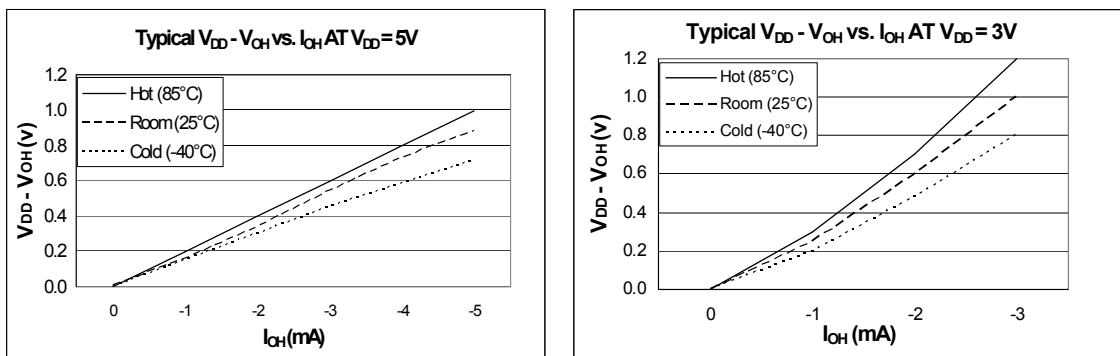 Typical VDD - VOH vs. IOH AT VDD = 5V
1.2
1.0
0.8
0.6
0.4
0.2
0.0
VDD - VOH (v)
Hot (85°C)
Room (25°C)
Cold (-40°C)
0 -1 -2 -3 -4 -5
IOH (mA)
Typical VDD - VOH vs. IOH AT VDD = 3V
1.2
1.0
0.8
0.6
0.4
0.2
0.0
VDD - VOH (v)
Hot (85°C)
Room (25°C)
Cold (-40°C)
0 -1 -2 -3
IOH (mA)